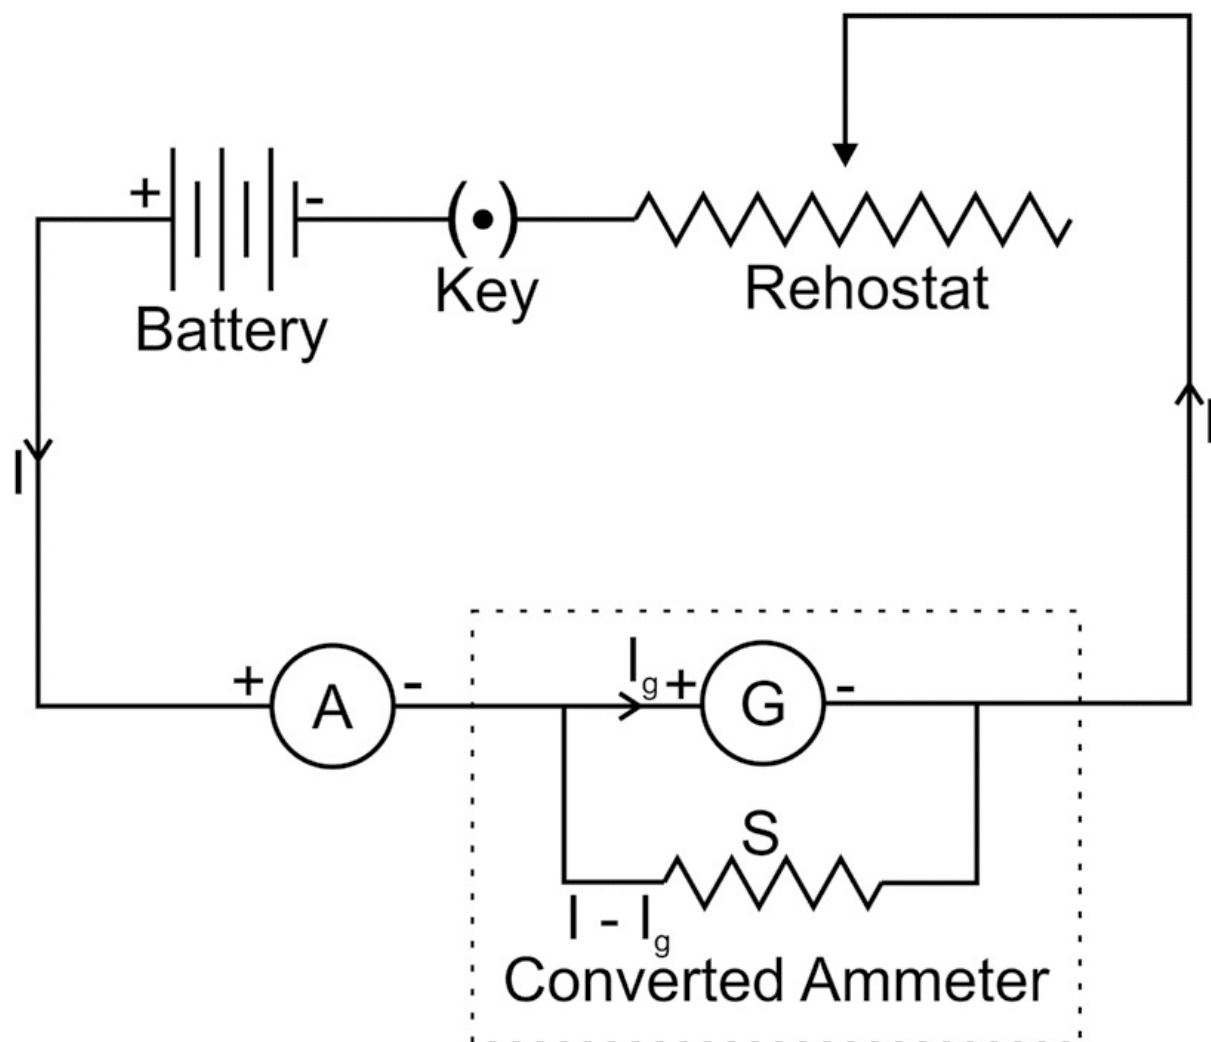 + -
Battery
Key
Rehostat
I
I
+ A -
Ig + G -
S
I - Ig
Converted Ammeter